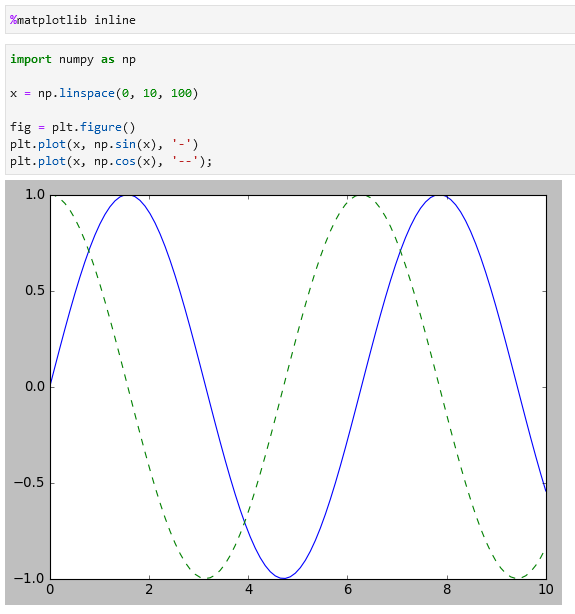 %matplotlib inline
import numpy as np
x = np.linspace(0, 10, 100)
fig = plt.figure()
plt.plot(x, np.sin(x), '-')
plt.plot(x, np.cos(x), '--');
1.0
0.5
0.0
−0.5
−1.0
0 2 4 6 8 10